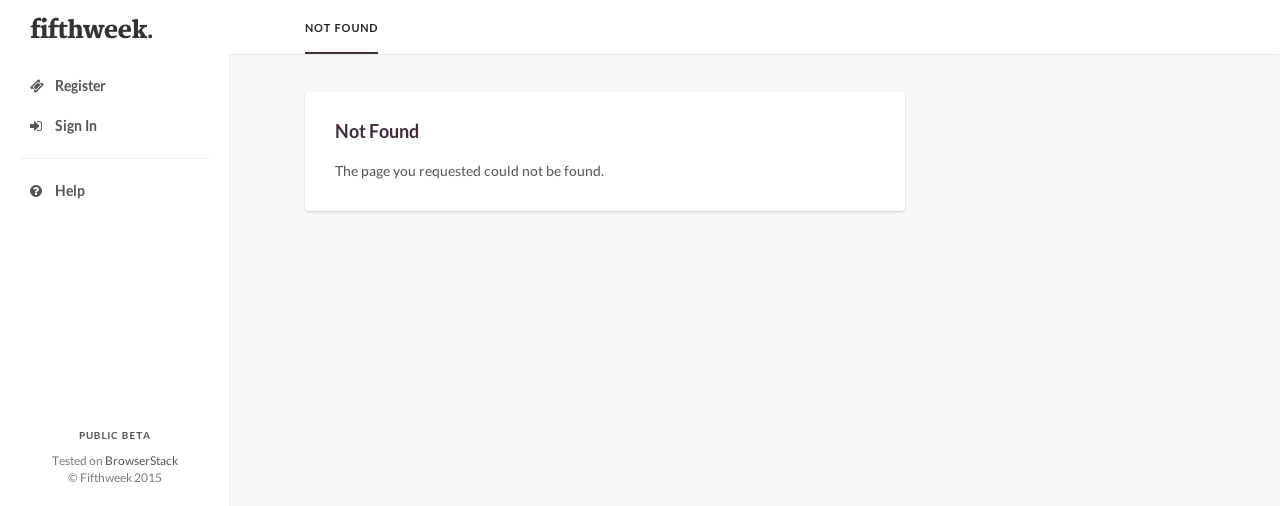 fifthweek.
NOT FOUND
Register
Sign In
Help
Not Found
The page you requested could not be found.
PUBLIC BETA
Tested on BrowserStack
© Fifthweek 2015